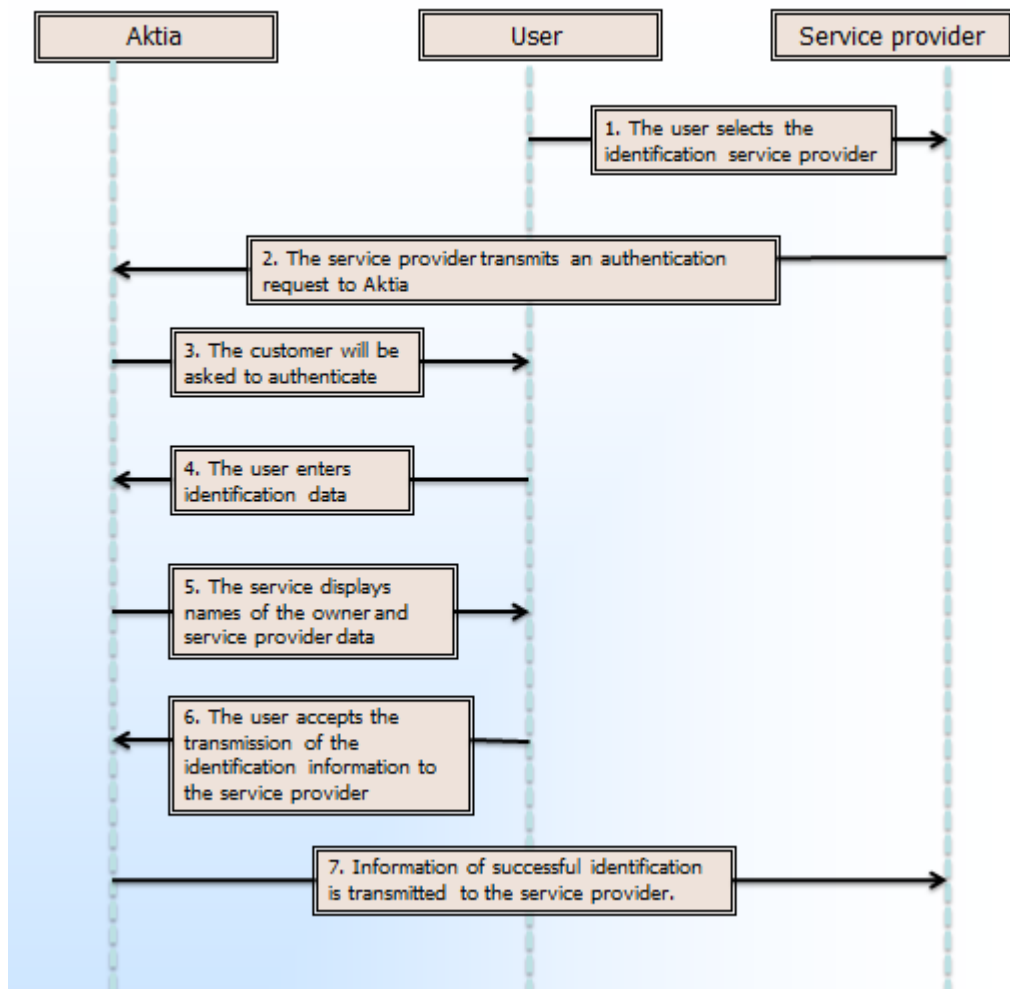 Aktia
User
Service provider
1. The user selects the
identification service provider
2. The service provider transmits an authentication
request to Aktia
3. The customer will be
asked to authenticate
4. The user enters
identification data
5. The service displays
names of the owner and
service provider data
6. The user accepts the
transmission of the
identification information to
the service provider
7. Information of successful identification
is transmitted to the service provider.